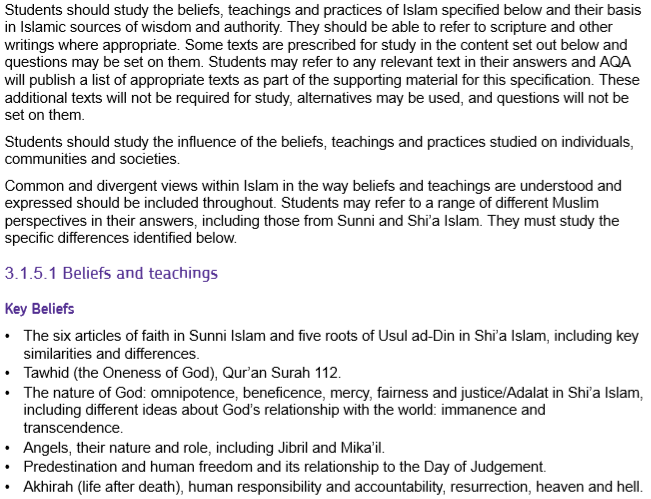 Students should study the beliefs, teachings and practices of Islam specified below and their basis
in Islamic sources of wisdom and authority. They should be able to refer to scripture and other
writings where appropriate. Some texts are prescribed for study in the content set out below and
questions may be set on them. Students may refer to any relevant text in their answers and AQA
will publish a list of appropriate texts as part of the supporting material for this specification. These
additional texts will not be required for study, alternatives may be used, and questions will not be
set on them.
Students should study the influence of the beliefs, teachings and practices studied on individuals,
communities and societies.
Common and divergent views within Islam in the way beliefs and teachings are understood and
expressed should be included throughout. Students may refer to a range of different Muslim
perspectives in their answers, including those from Sunni and Shi’a Islam. They must study the
specific differences identified below.
3.1.5.1 Beliefs and teachings
Key Beliefs
• The six articles of faith in Sunni Islam and five roots of Usul ad-Din in Shi’a Islam, including key
similarities and differences.
• Tawhid (the Oneness of God), Qur’an Surah 112.
• The nature of God: omnipotence, beneficence, mercy, fairness and justice/Adalat in Shi’a Islam,
including different ideas about God’s relationship with the world: immanence and
transcendence.
• Angels, their nature and role, including Jibril and Mika’il.
• Predestination and human freedom and its relationship to the Day of Judgement.
• Akhirah (life after death), human responsibility and accountability, resurrection, heaven and hell.